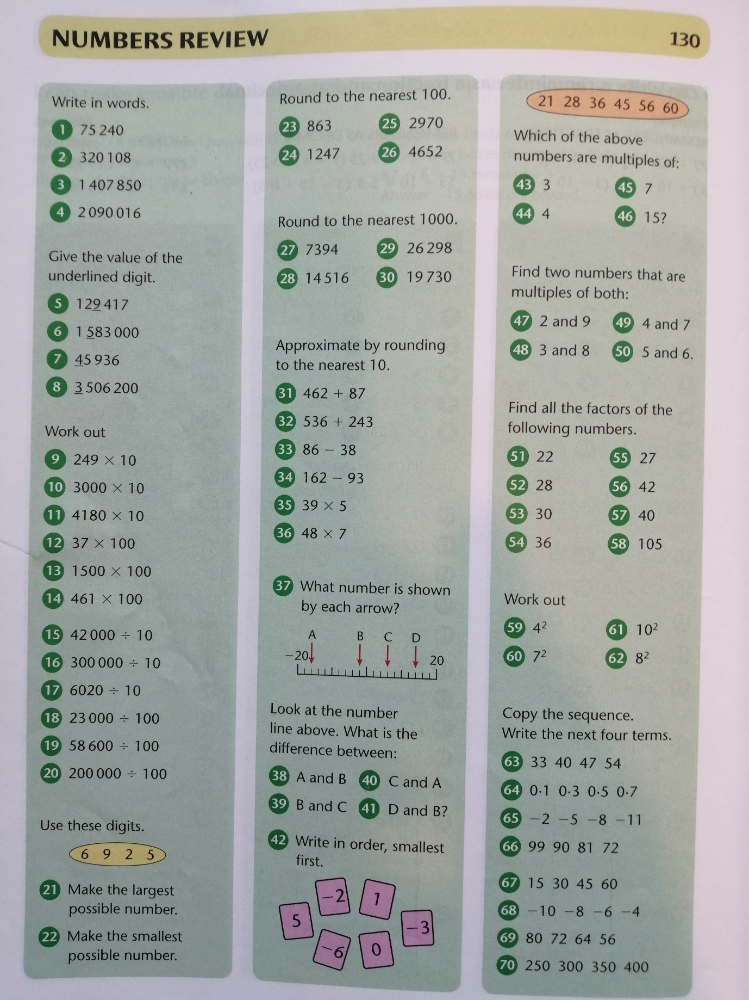 NUMBERS REVIEW
130
Write in words.
1 75 240
2 320 108
3 1 407 850
4 2 090 016
Give the value of the
underlined digit.
5 129 417
6 1 583 000
7 45 936
8 3 506 200
Work out
9 249 × 10
10 3000 × 10
11 4180 × 10
12 37 × 100
13 1500 × 100
14 461 × 100
15 42 000 ÷ 10
16 300 000 ÷ 10
17 6020 ÷ 10
18 23 000 ÷ 100
19 58 600 ÷ 100
20 200 000 ÷ 100
Use these digits.
6 9 2 5
21 Make the largest
possible number.
22 Make the smallest
possible number.
Round to the nearest 100.
23 863 25 2970
24 1247 26 4652
Round to the nearest 1000.
27 7394 29 26 298
28 14 516 30 19 730
Approximate by rounding
to the nearest 10.
31 462 + 87
32 536 + 243
33 86 − 38
34 162 − 93
35 39 × 5
36 48 × 7
37 What number is shown
by each arrow?
A B C D
−20 20
Look at the number
line above. What is the
difference between:
38 A and B 40 C and A
39 B and C 41 D and B?
42 Write in order, smallest
first.
−2 1
5 −3
−6 0
21 28 36 45 56 60
Which of the above
numbers are multiples of:
43 3 45 7
44 4 46 15?
Find two numbers that are
multiples of both:
47 2 and 9 49 4 and 7
48 3 and 8 50 5 and 6.
Find all the factors of the
following numbers.
51 22 55 27
52 28 56 42
53 30 57 40
54 36 58 105
Work out
59 4² 61 10²
60 7² 62 8²
Copy the sequence.
Write the next four terms.
63 33 40 47 54
64 0·1 0·3 0·5 0·7
65 −2 −5 −8 −11
66 99 90 81 72
67 15 30 45 60
68 −10 −8 −6 −4
69 80 72 64 56
70 250 300 350 400